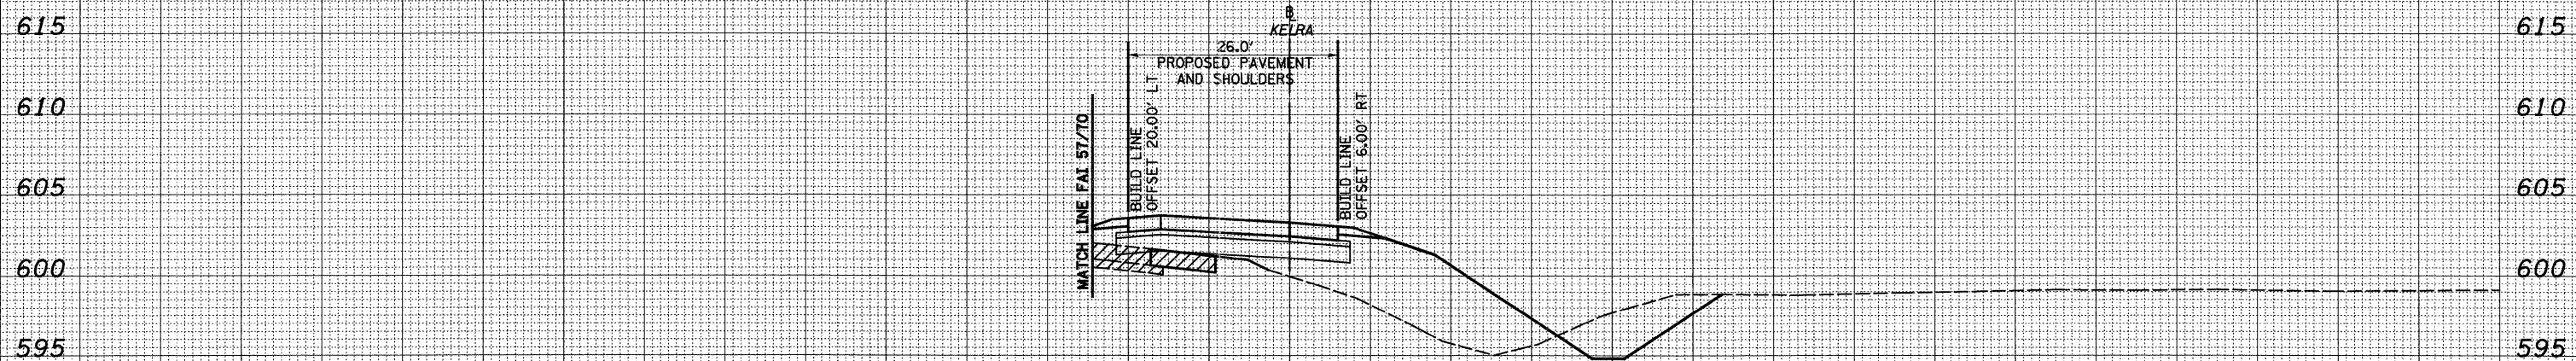 615
615
B
KELRA
26.0'
PROPOSED PAVEMENT
AND SHOULDERS
610
610
MATCH LINE FAI 57/70
BUILD LINE
OFFSET 20.00' LT
BUILD LINE
OFFSET 6.00' RT
605
605
600
600
595
595